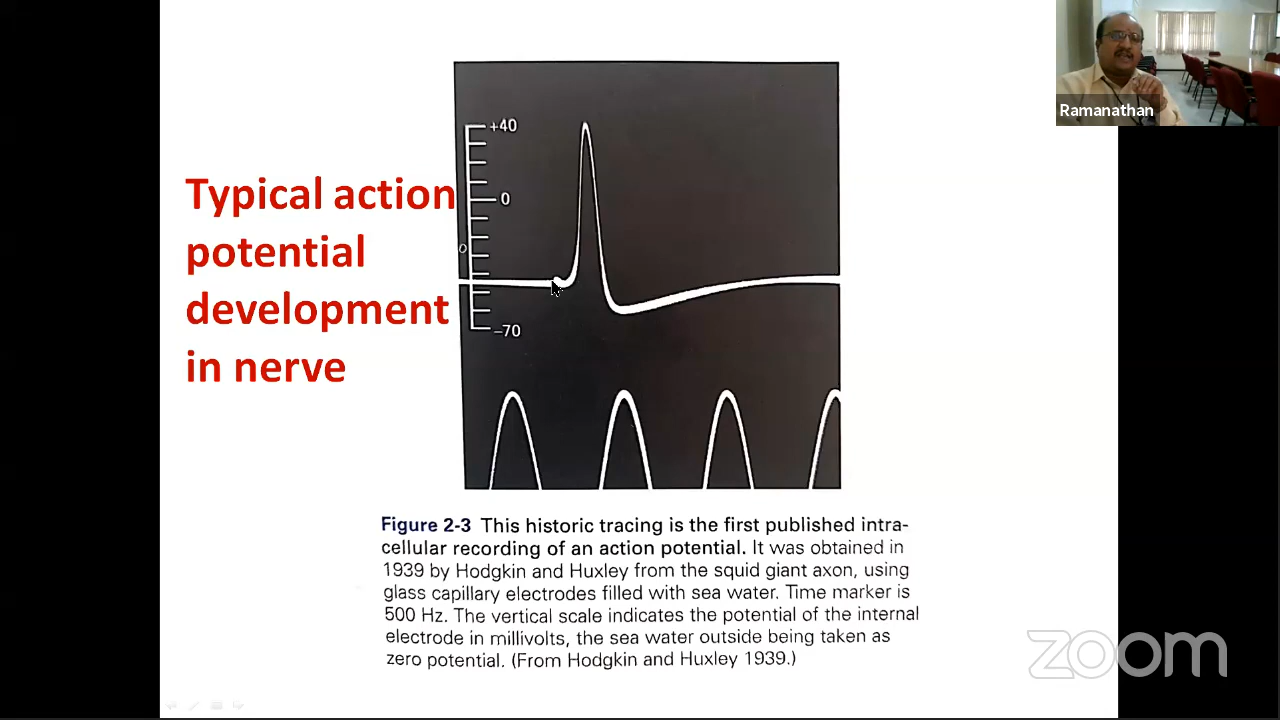 Ramanathan
Typical action
potential
development
in nerve
+40
0
0
–70
Figure 2-3 This historic tracing is the first published intra-
cellular recording of an action potential. It was obtained in
1939 by Hodgkin and Huxley from the squid giant axon, using
glass capillary electrodes filled with sea water. Time marker is
500 Hz. The vertical scale indicates the potential of the internal
electrode in millivolts, the sea water outside being taken as
zero potential. (From Hodgkin and Huxley 1939.)
zoom